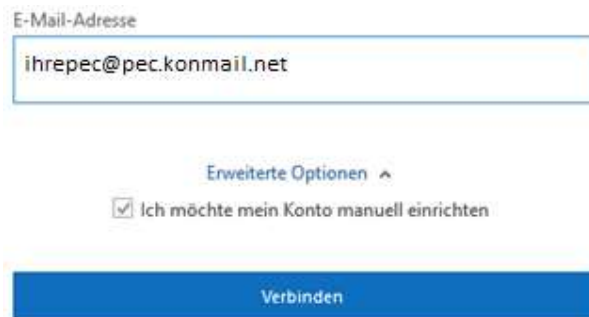 E-Mail-Adresse
ihrepec@pec.konmail.net
Erweiterte Optionen
Ich möchte mein Konto manuell einrichten
Verbinden